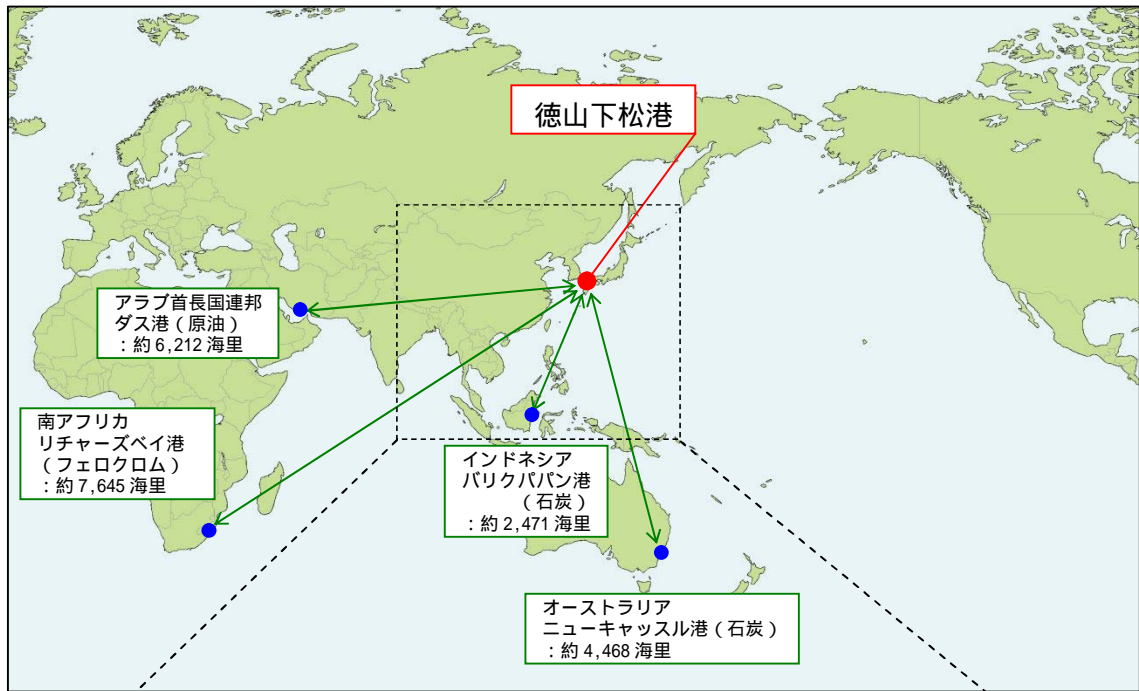 徳山下松港
アラブ首長国連邦
ダス港（原油）
：約 6,212 海里
南アフリカ
リチャーズベイ港
（フェロクロム）
：約 7,645 海里
インドネシア
バリクパパン港
（石炭）
：約 2,471 海里
オーストラリア
ニューキャッスル港（石炭）
：約 4,468 海里